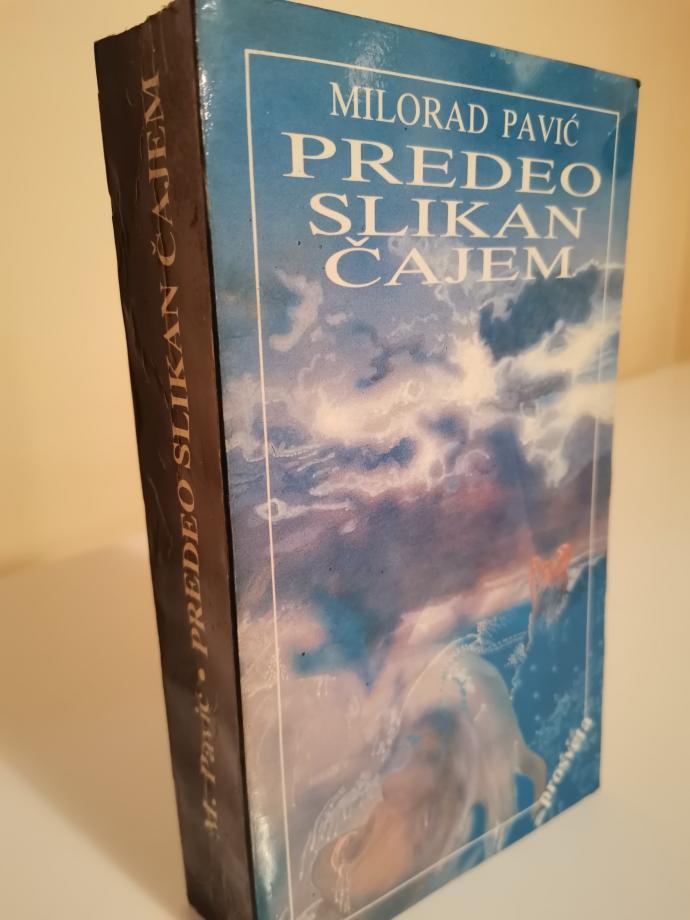 MILORAD PAVIĆ
PREDEO
SLIKAN
ČAJEM
prosveta
M. Pavić • PREDEO SLIKAN ČAJEM